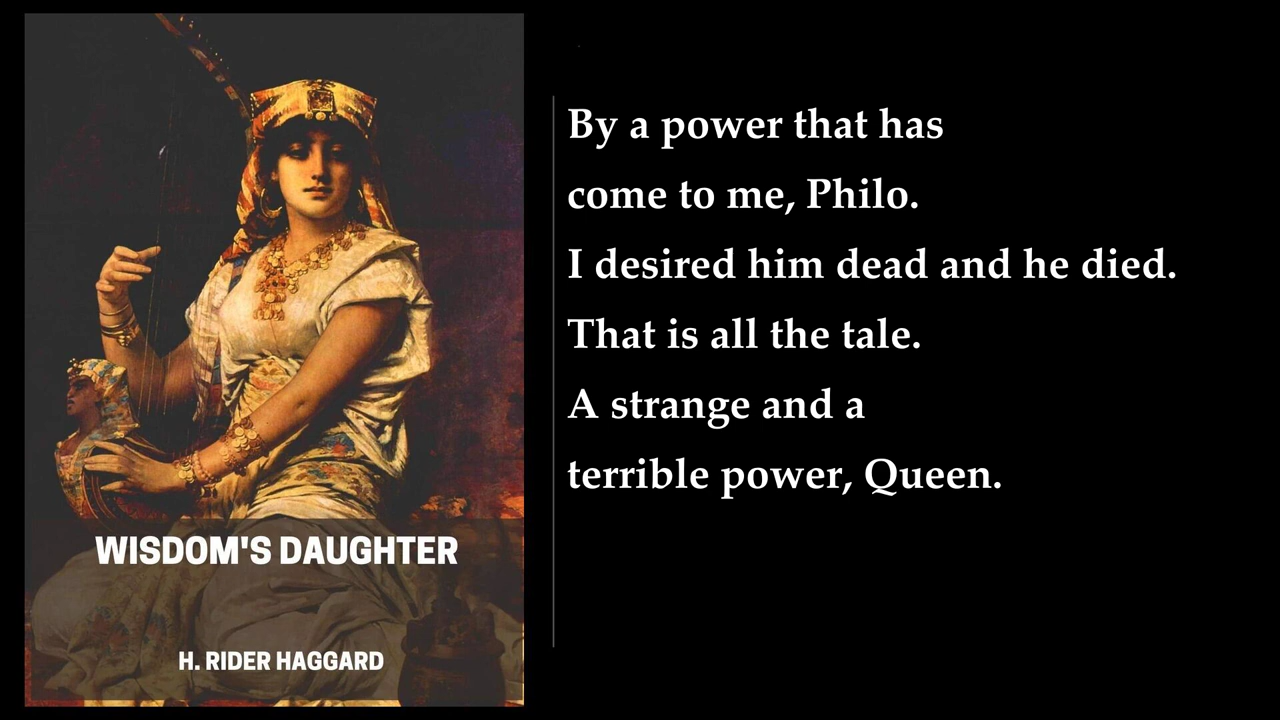 WISDOM'S DAUGHTER
H. RIDER HAGGARD
By a power that has
come to me, Philo.
I desired him dead and he died.
That is all the tale.
A strange and a
terrible power, Queen.